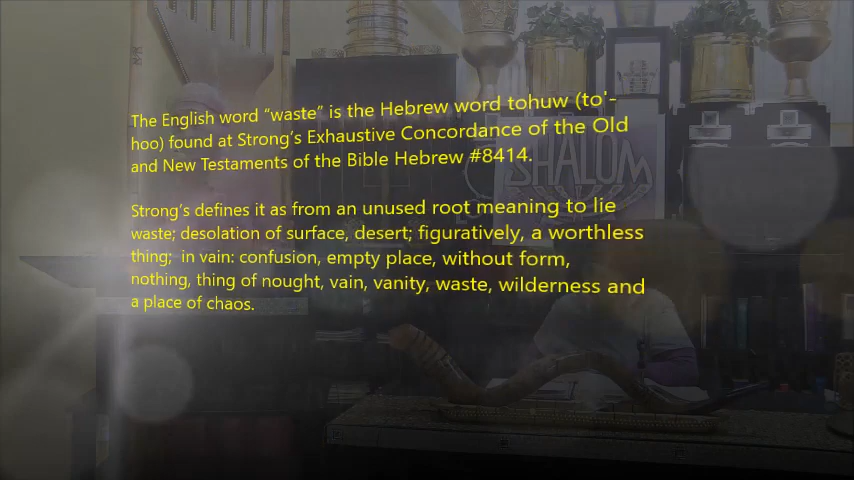 The English word “waste” is the Hebrew word tohuw (to'-
hoo) found at Strong’s Exhaustive Concordance of the Old
and New Testaments of the Bible Hebrew #8414.
SHALOM
Strong’s defines it as from an unused root meaning to lie
waste; desolation of surface, desert; figuratively, a worthless
thing; in vain: confusion, empty place, without form,
nothing, thing of nought, vain, vanity, waste, wilderness and
a place of chaos.